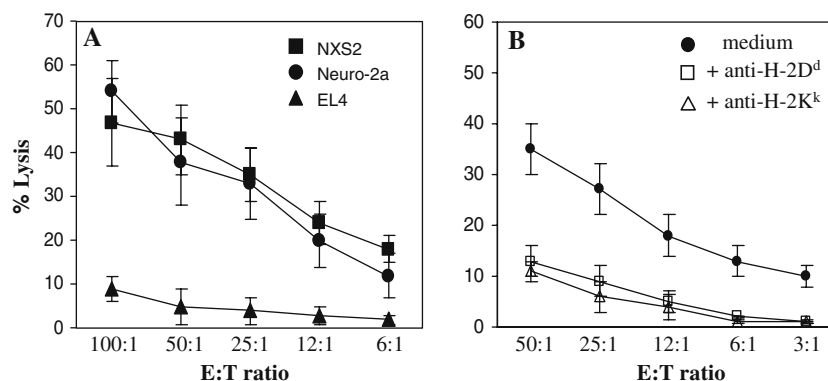 A
B
NXS2
Neuro-2a
EL4
medium
+ anti-H-2Dᵈ
+ anti-H-2Kᵏ
% Lysis
70
60
50
40
30
20
10
0
60
50
40
30
20
10
0
100:1 50:1 25:1 12:1 6:1
50:1 25:1 12:1 6:1 3:1
E:T ratio
E:T ratio